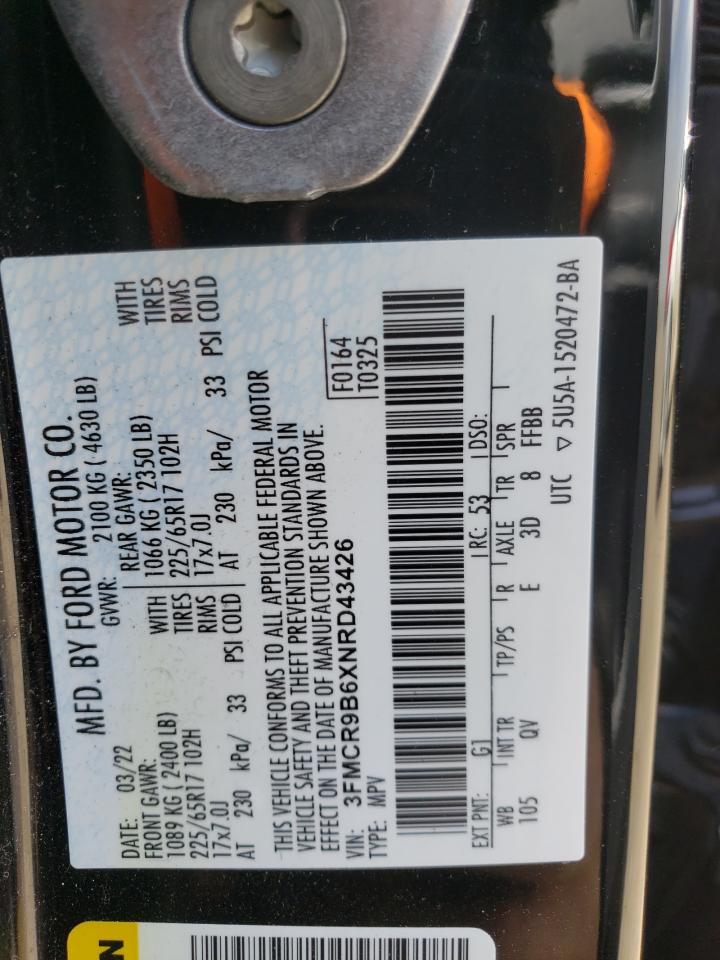 MFD. BY FORD MOTOR CO.
DATE: 03/22 GVWR: 2100 KG ( 4630 LB)
FRONT GAWR: REAR GAWR:
1089 KG ( 2400 LB) WITH 1066 KG ( 2350 LB) WITH
225/65R17 102H TIRES 225/65R17 102H TIRES
17x7.0J RIMS 17x7.0J RIMS
AT 230 kPa/ 33 PSI COLD AT 230 kPa/ 33 PSI COLD
THIS VEHICLE CONFORMS TO ALL APPLICABLE FEDERAL MOTOR
VEHICLE SAFETY AND THEFT PREVENTION STANDARDS IN
EFFECT ON THE DATE OF MANUFACTURE SHOWN ABOVE.
VIN: 3FMCR9B6XNRD43426 F0164
TYPE: MPV T0325
EXT PNT: G1 RC: 53 DSO:
WB INT TR TP/PS R AXLE TR SPR
105 QV E 3D 8 FFBB
UTC ▽ 5U5A-1520472-BA
N